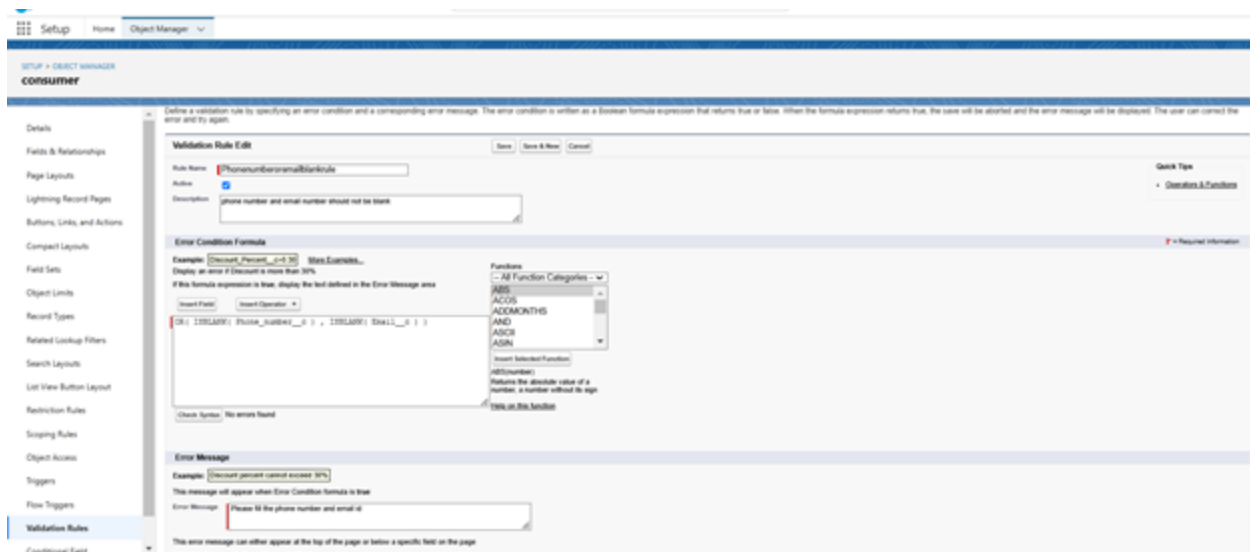 Setup Home Object Manager
SETUP > OBJECT MANAGER
consumer
Details
Fields & Relationships
Page Layouts
Lightning Record Pages
Buttons, Links, and Actions
Compact Layouts
Field Sets
Object Limits
Record Types
Related Lookup Filters
Search Layouts
List View Button Layout
Restriction Rules
Scoping Rules
Object Access
Triggers
Flow Triggers
Validation Rules
Conditional Field
Define a validation rule by specifying an error condition and a corresponding error message. The error condition is written as a Boolean formula expression that returns true or false. When the formula expression returns true, the save will be aborted and the error message will be displayed. The user can correct the
error and try again.
Validation Rule Edit Save Save & New Cancel
Rule Name Phonenumberoremailblankrule
Active
Description phone number and email number should not be blank
Quick Tips
• Operators & Functions
Error Condition Formula = Required Information
Example: Discount_Percent__c>0.30 More Examples...
Display an error if Discount is more than 30%
If this formula expression is true, display the text defined in the Error Message area
Insert Field Insert Operator
OR( ISBLANK( Phone_number__c ) , ISBLANK( Email__c ) )
Functions
-- All Function Categories --
ABS
ACOS
ADDMONTHS
AND
ASCII
ASIN
Insert Selected Function
ABS(number)
Returns the absolute value of a
number, a number without its sign
Help on this function
Check Syntax No errors found
Error Message
Example: Discount percent cannot exceed 30%
This message will appear when Error Condition formula is true
Error Message Please fill the phone number and email id
This error message can either appear at the top of the page or below a specific field on the page